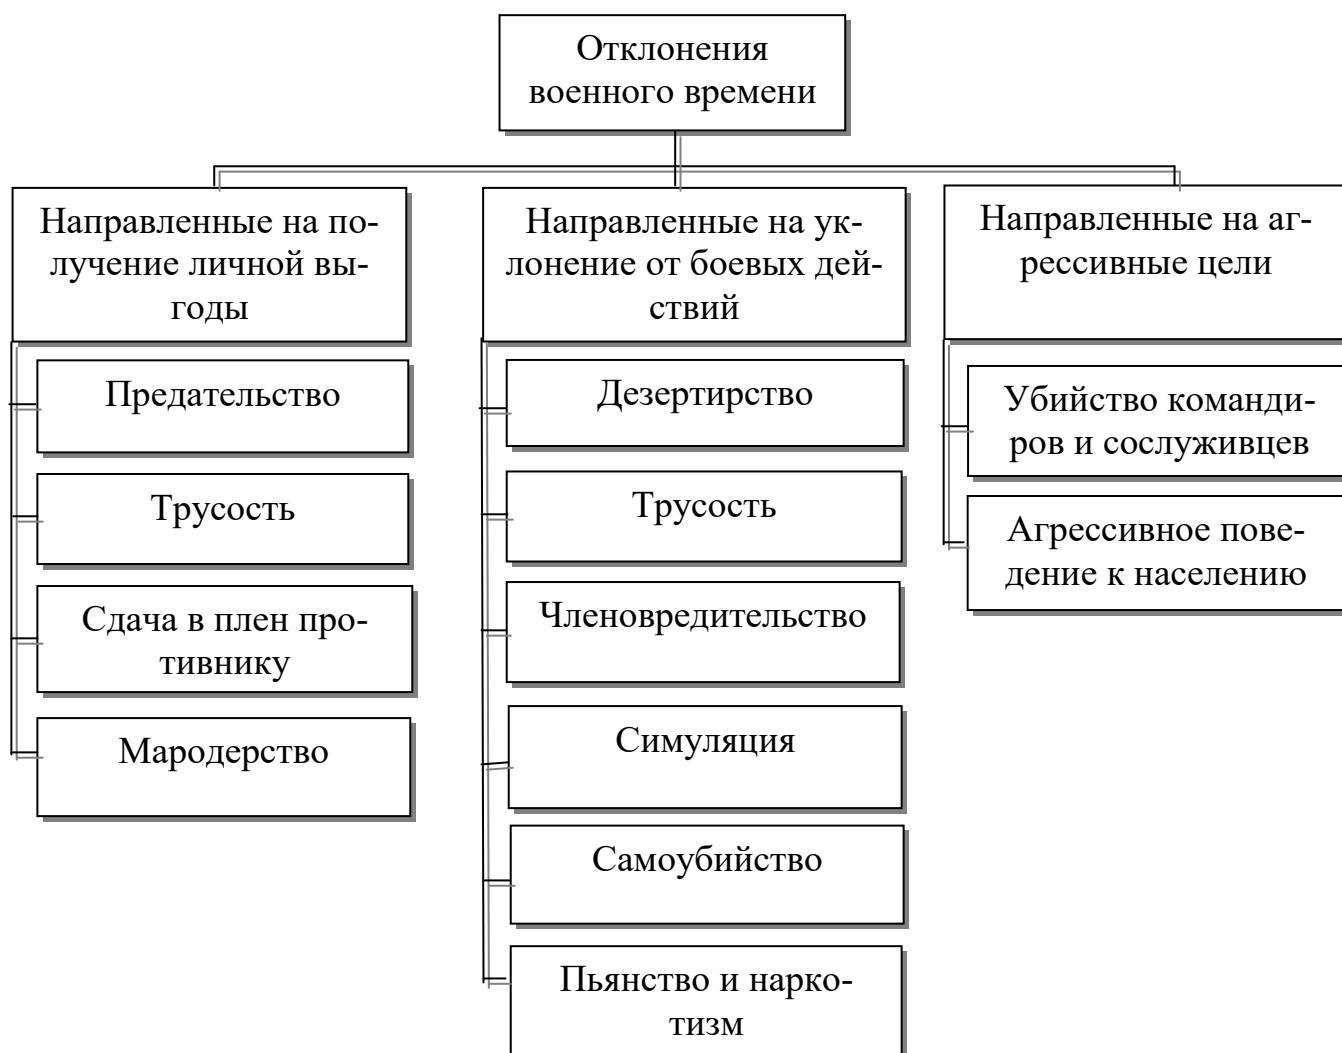 Отклонения
военного времени
Направленные на по-
лучение личной вы-
годы
Предательство
Трусость
Сдача в плен про-
тивнику
Мародерство
Направленные на ук-
лонение от боевых дей-
ствий
Дезертирство
Трусость
Членовредительство
Симуляция
Самоубийство
Пьянство и нарко-
тизм
Направленные на аг-
рессивные цели
Убийство команди-
ров и сослуживцев
Агрессивное пове-
дение к населению